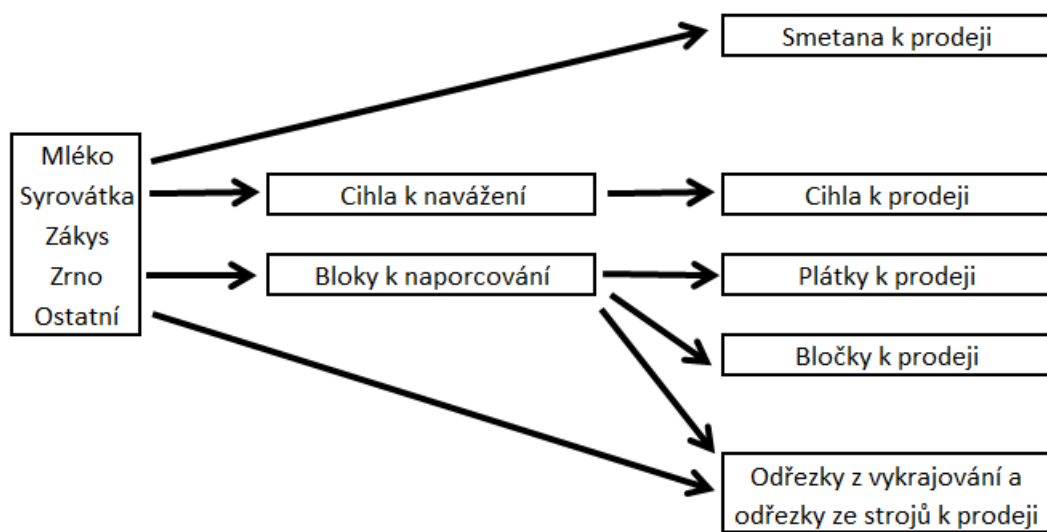 Smetana k prodeji
Mléko
Syrovátka
Zákys
Zrno
Ostatní
Cihla k navážení
Cihla k prodeji
Bloky k naporcování
Plátky k prodeji
Bločky k prodeji
Odřezky z vykrajování a
odřezky ze strojů k prodeji